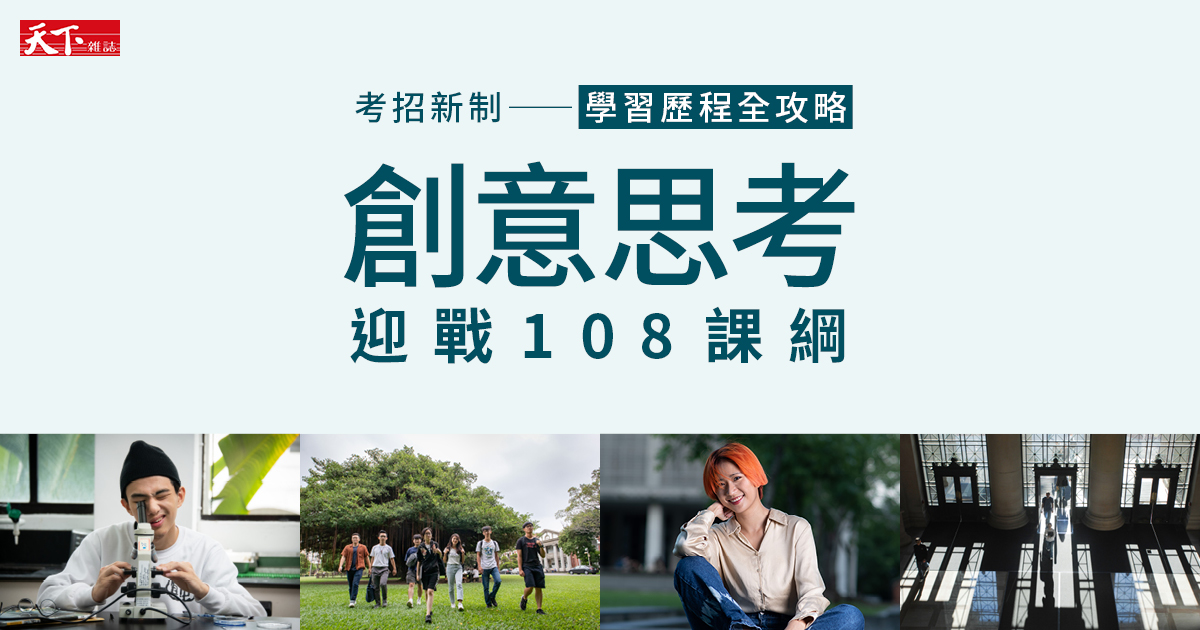 天下雜誌
考招新制——學習歷程全攻略
創意思考
迎戰108課綱